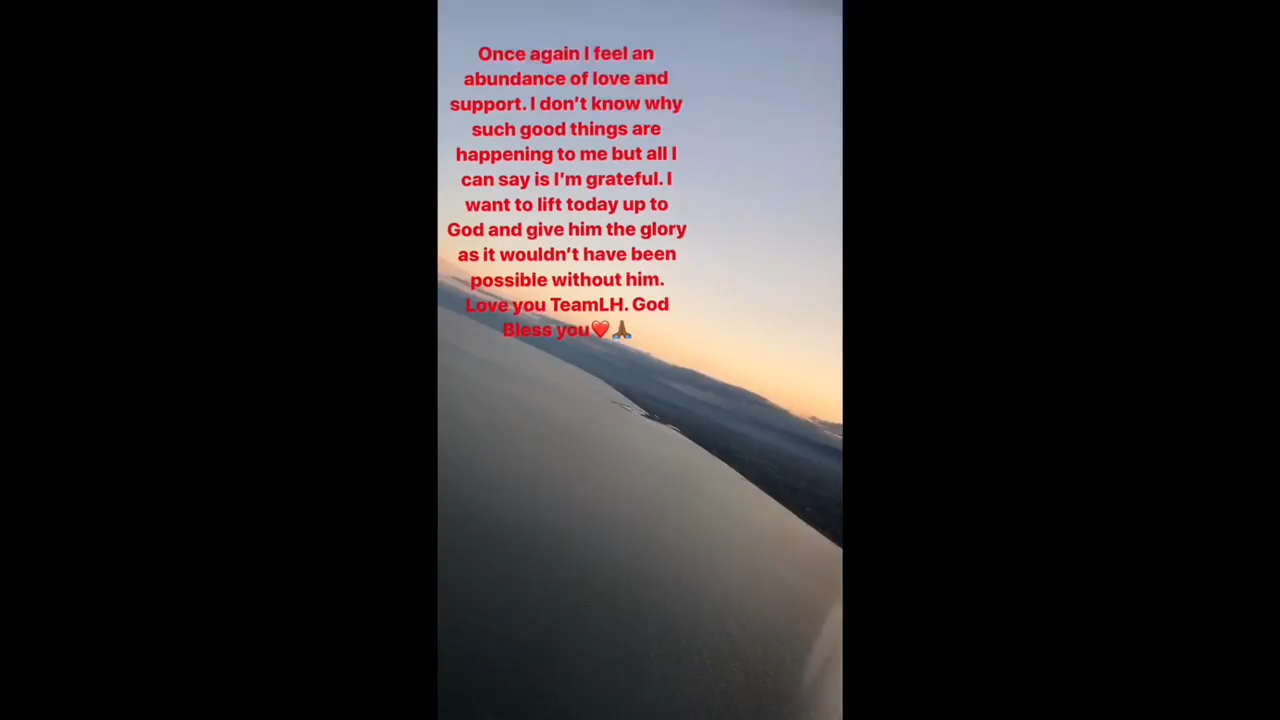 Once again I feel an
abundance of love and
support. I don't know why
such good things are
happening to me but all I
can say is I'm grateful. I
want to lift today up to
God and give him the glory
as it wouldn't have been
possible without him.
Love you TeamLH. God
Bless you❤️🙏🏾